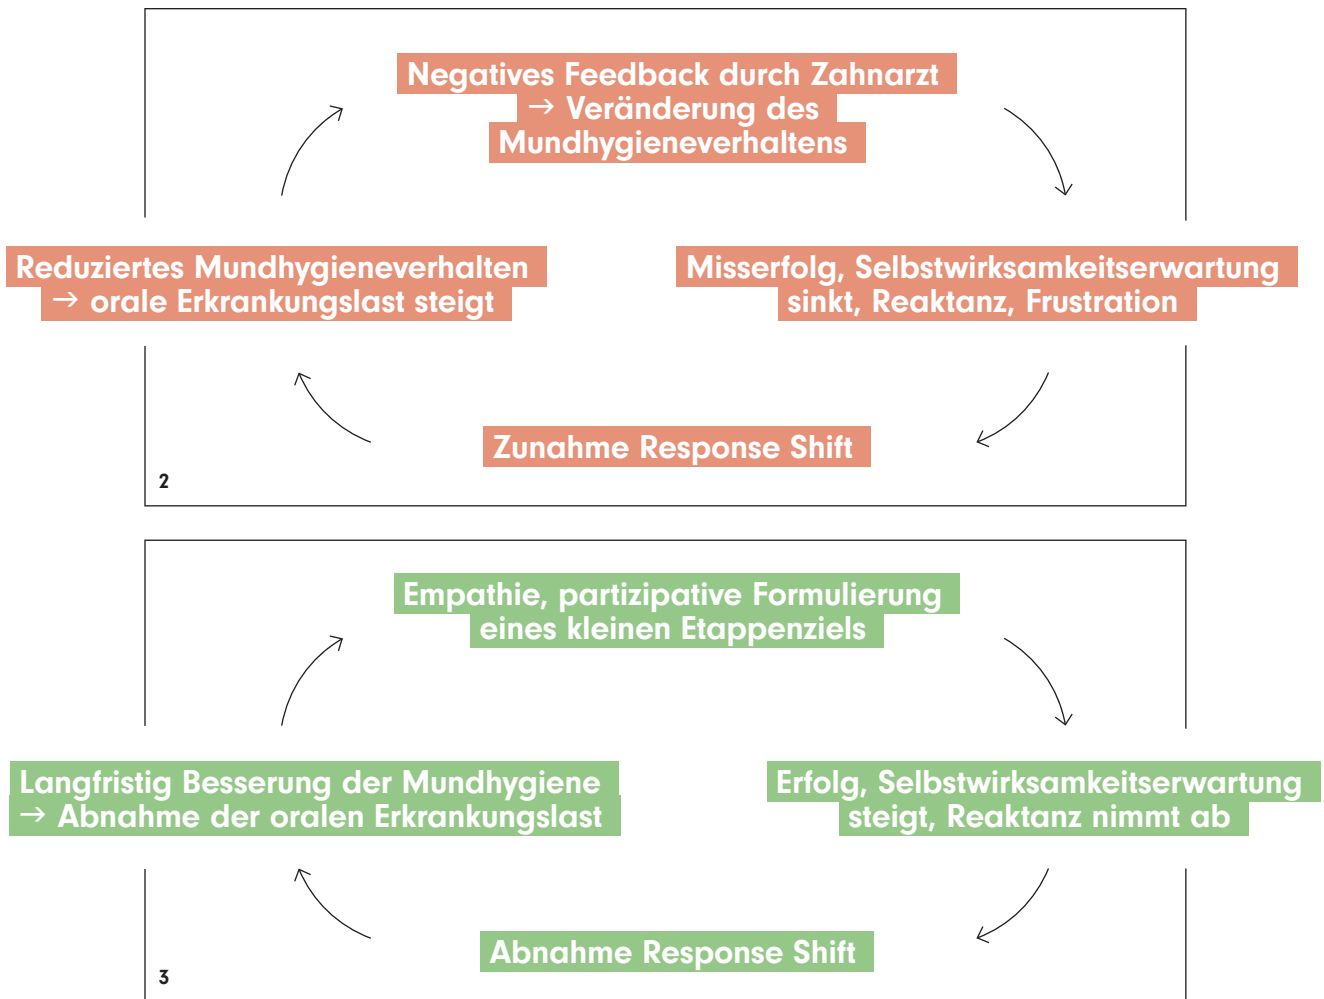 Negatives Feedback durch Zahnarzt
→ Veränderung des
Mundhygieneverhaltens
Reduziertes Mundhygieneverhalten
→ orale Erkrankungslast steigt
Misserfolg, Selbstwirksamkeitserwartung
sinkt, Reaktanz, Frustration
Zunahme Response Shift
2
Empathie, partizipative Formulierung
eines kleinen Etappenziels
Langfristig Besserung der Mundhygiene
→ Abnahme der oralen Erkrankungslast
Erfolg, Selbstwirksamkeitserwartung
steigt, Reaktanz nimmt ab
Abnahme Response Shift
3